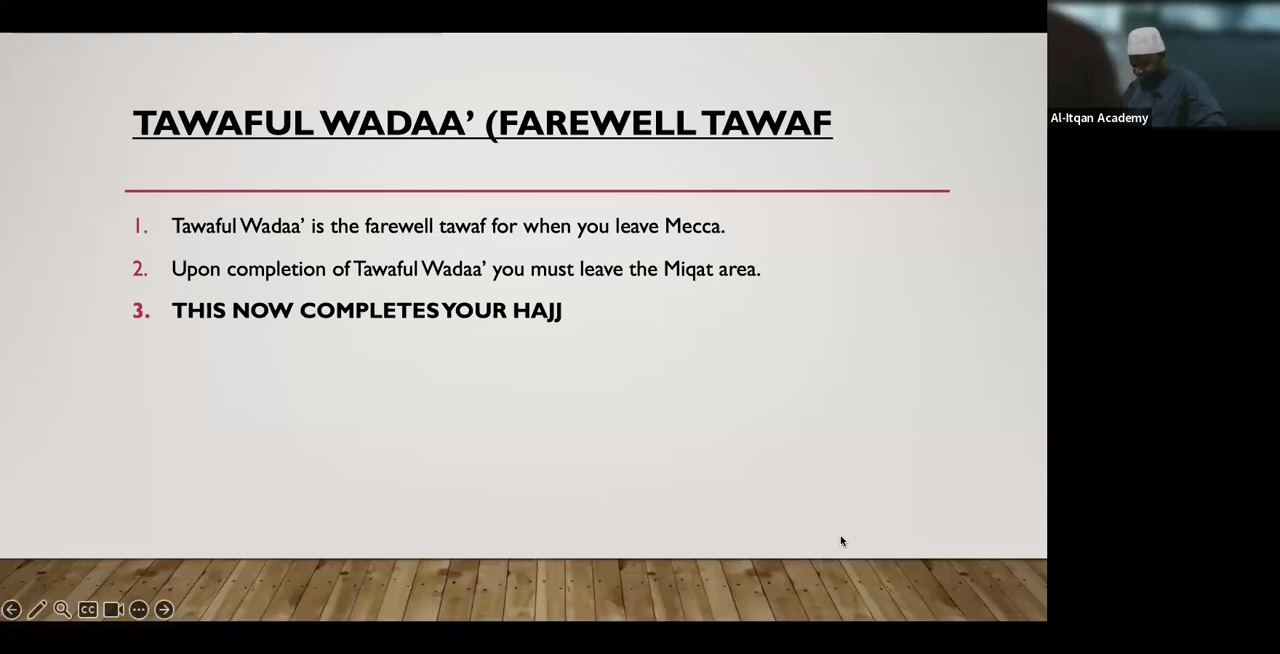 TAWAFUL WADAA’ (FAREWELL TAWAF
1. Tawaful Wadaa’ is the farewell tawaf for when you leave Mecca.
2. Upon completion of Tawaful Wadaa’ you must leave the Miqat area.
3. THIS NOW COMPLETES YOUR HAJJ
Al-Itqan Academy
CC